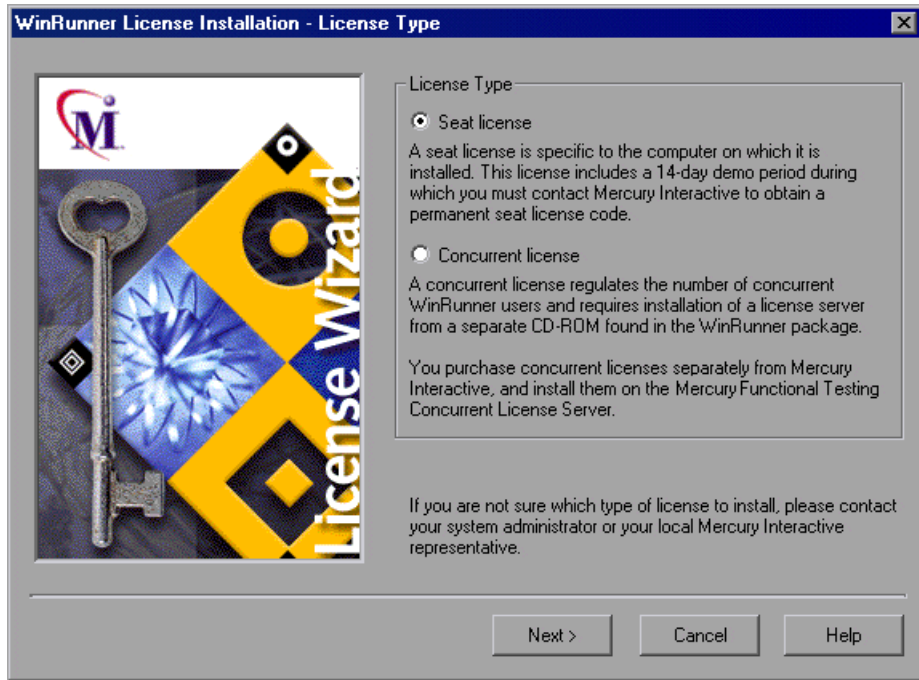 WinRunner License Installation - License Type
M
License Wizard
License Type
Seat license
A seat license is specific to the computer on which it is
installed. This license includes a 14-day demo period during
which you must contact Mercury Interactive to obtain a
permanent seat license code.
Concurrent license
A concurrent license regulates the number of concurrent
WinRunner users and requires installation of a license server
from a separate CD-ROM found in the WinRunner package.
You purchase concurrent licenses separately from Mercury
Interactive, and install them on the Mercury Functional Testing
Concurrent License Server.
If you are not sure which type of license to install, please contact
your system administrator or your local Mercury Interactive
representative.
Next >
Cancel
Help